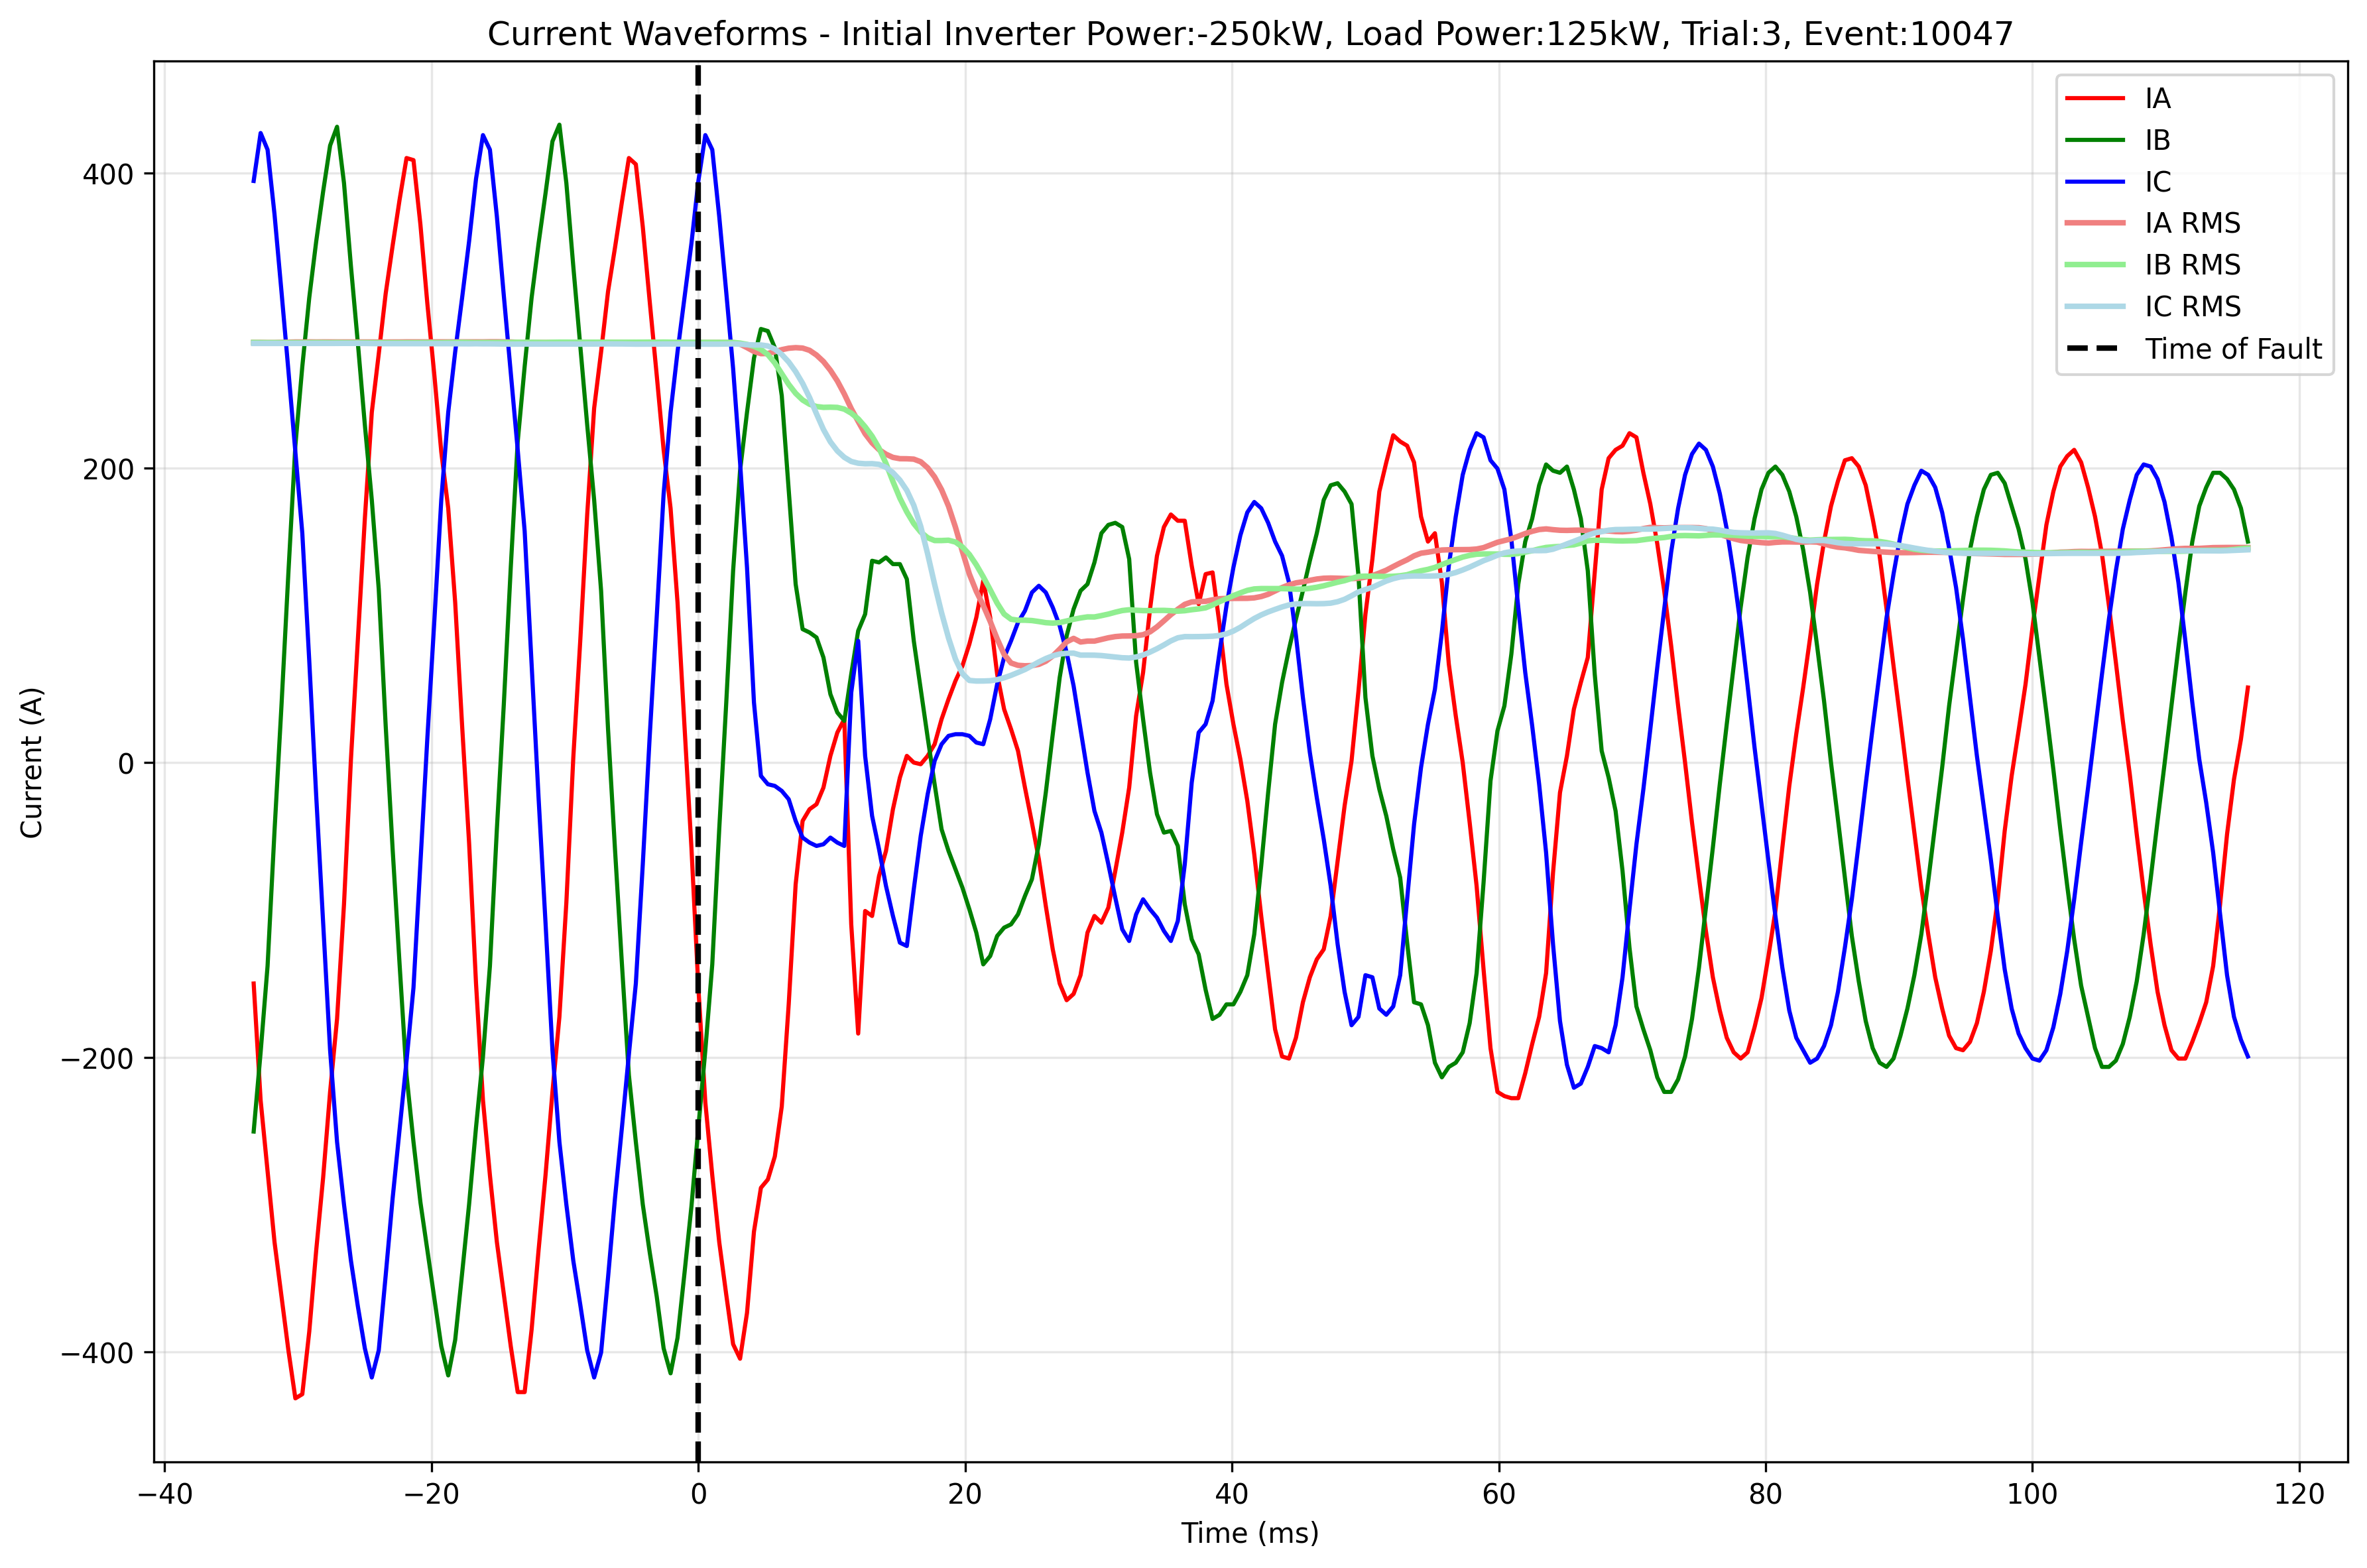 Current Waveforms - Initial Inverter Power:-250kW, Load Power:125kW, Trial:3, Event:10047
IA
IB
IC
IA RMS
IB RMS
IC RMS
Time of Fault
Current (A)
400
200
0
−200
−400
−40
−20
0
20
40
60
80
100
120
Time (ms)